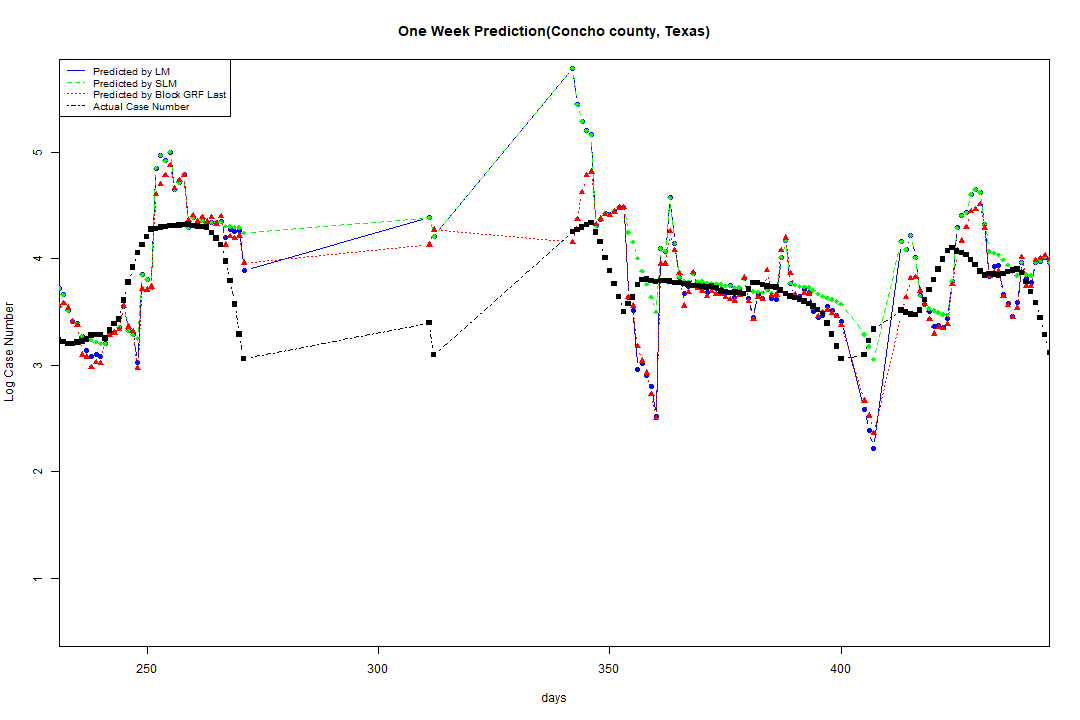 One Week Prediction(Concho county, Texas)
Predicted by LM
Predicted by SLM
Predicted by Block GRF Last
Actual Case Number
Log Case Number
5
4
3
2
1
250 300 350 400
days